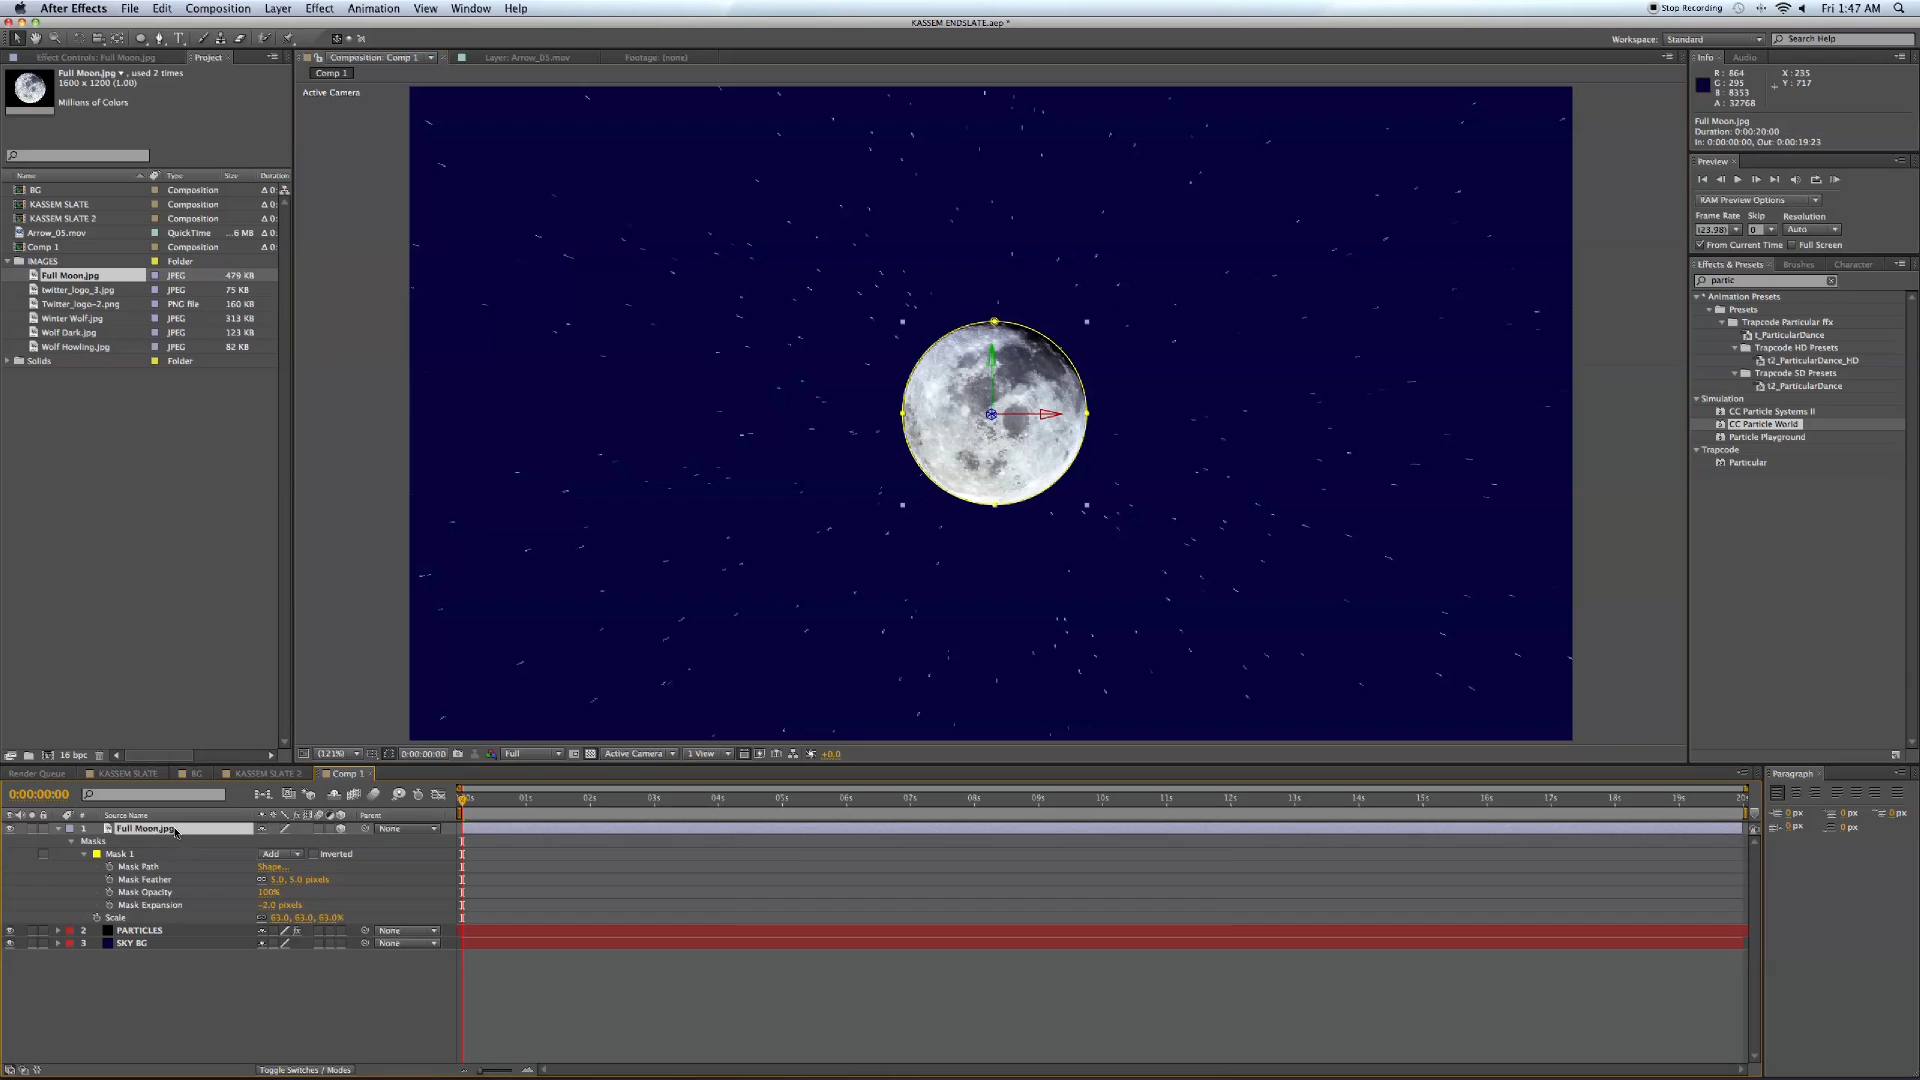 After Effects File Edit Composition Layer Effect Animation View Window Help Stop Recording Fri 1:47 AM
KASSEM ENDSLATE.aep *
Workspace: Standard Search Help
Effect Controls: Full Moon.jpg Project Composition: Comp 1 Layer: Arrow_05.mov Footage: (none) Info Audio
Full Moon.jpg ▾, used 2 times
1600 x 1200 (1.00)
Millions of Colors
Comp 1
Active Camera
R: 864
G: 295
B: 8353
A: 32768
X: 235
Y: 717
Full Moon.jpg
Duration: 0:00:20:00
In: 0:00:00:00, Out: 0:00:19:23
Preview
RAM Preview Options
Frame Rate Skip Resolution
(23.98) 0 Auto
From Current Time Full Screen
Effects & Presets Brushes Character
partic
* Animation Presets
Presets
Trapcode Particular ffx
t_ParticularDance
Trapcode HD Presets
t2_ParticularDance_HD
Trapcode SD Presets
t2_ParticularDance
Simulation
CC Particle Systems II
CC Particle World
Particle Playground
Trapcode
Particular
Name Type Size Duration
BG Composition Δ 0:
KASSEM SLATE Composition Δ 0:
KASSEM SLATE 2 Composition Δ 0:
Arrow_05.mov QuickTime ...6 MB Δ 0:
Comp 1 Composition Δ 0:
IMAGES Folder
Full Moon.jpg JPEG 479 KB
twitter_logo_3.jpg JPEG 75 KB
Twitter_logo-2.png PNG file 160 KB
Winter Wolf.jpg JPEG 313 KB
Wolf Dark.jpg JPEG 123 KB
Wolf Howling.jpg JPEG 82 KB
Solids Folder
16 bpc
(121%) 0:00:00:00 Full Active Camera 1 View +0.0
Render Queue KASSEM SLATE BG KASSEM SLATE 2 Comp 1
0:00:00:00
01s 02s 03s 04s 05s 06s 07s 08s 09s 10s 11s 12s 13s 14s 15s 16s 17s 18s 19s 20s
# Source Name Parent
1 Full Moon.jpg None
Masks
Mask 1 Add Inverted
Mask Path Shape...
Mask Feather 5.0, 5.0 pixels
Mask Opacity 100%
Mask Expansion -2.0 pixels
Scale 63.0, 63.0, 63.0%
2 PARTICLES fx None
3 SKY BG None
Toggle Switches / Modes
Paragraph
0 px 0 px 0 px
0 px 0 px